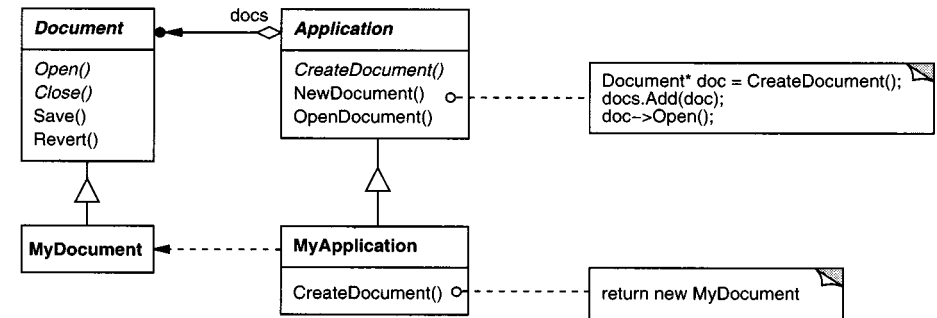 docs
Document
Open()
Close()
Save()
Revert()
Application
CreateDocument()
NewDocument()
OpenDocument()
Document* doc = CreateDocument();
docs.Add(doc);
doc->Open();
MyDocument
MyApplication
CreateDocument()
return new MyDocument